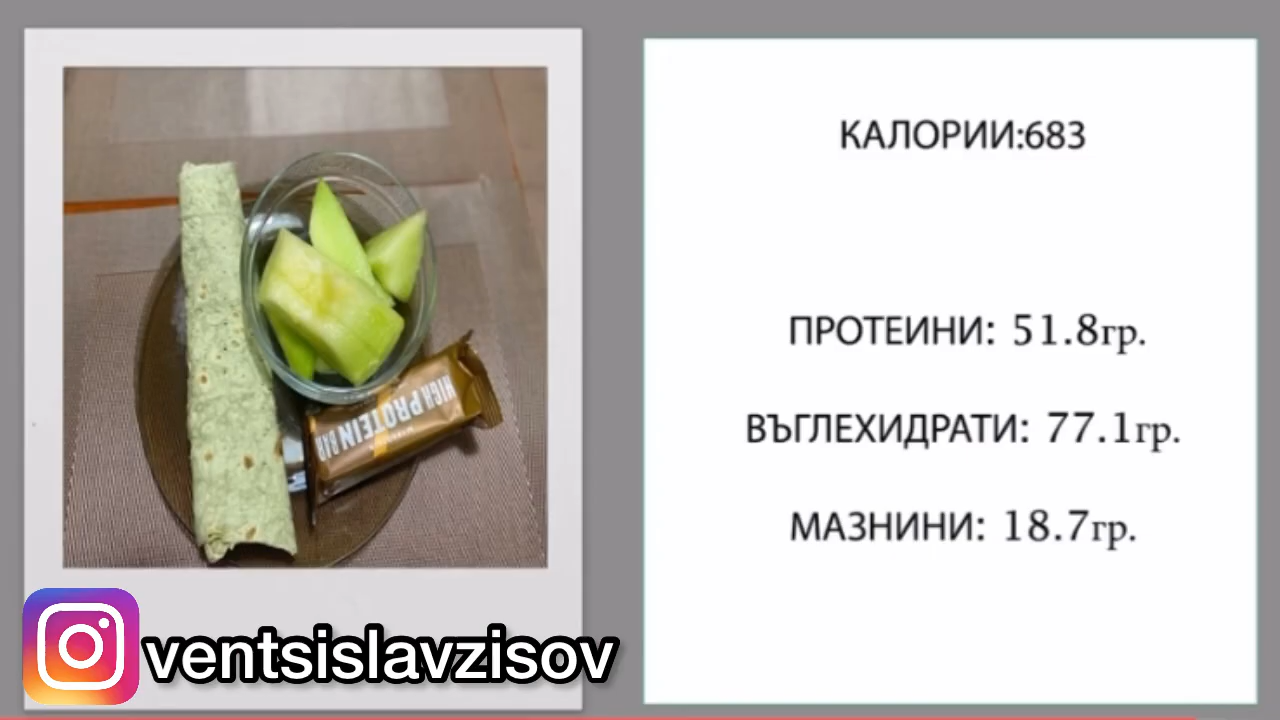 КАЛОРИИ:683
ПРОТЕИНИ: 51.8гр.
ВЪГЛЕХИДРАТИ: 77.1гр.
МАЗНИНИ: 18.7гр.
HIGH PROTEIN BAR
ventsislavzisov